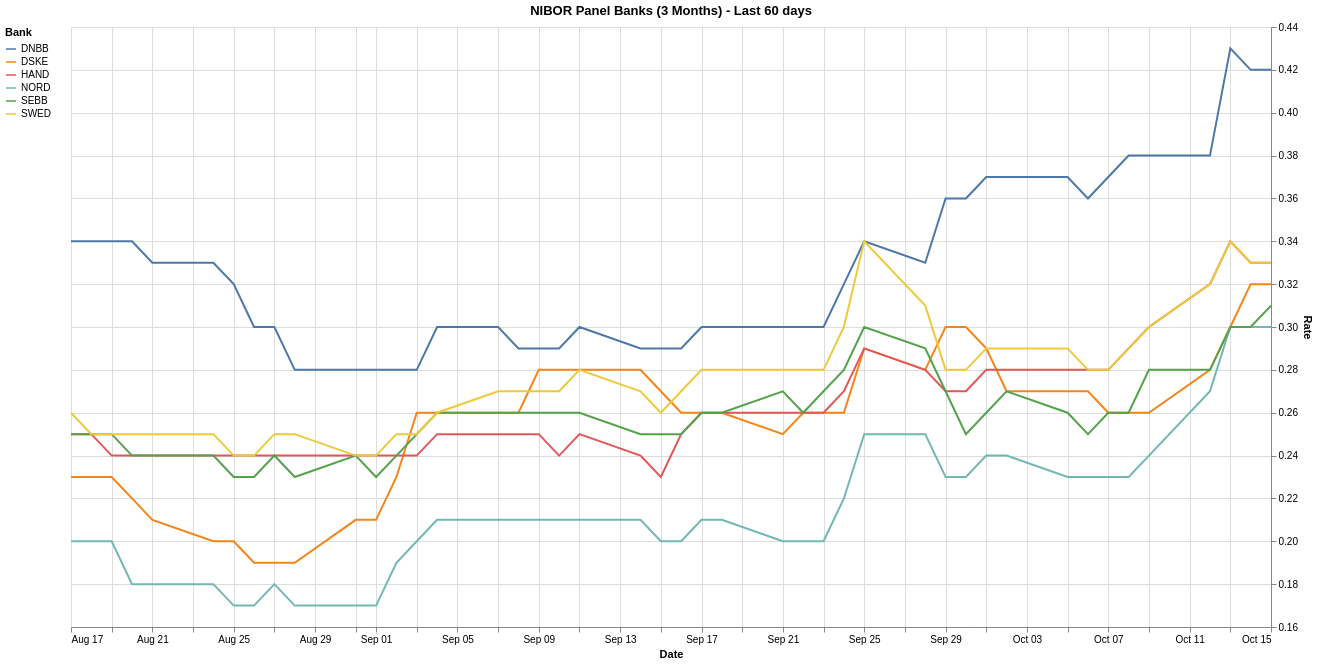 NIBOR Panel Banks (3 Months) - Last 60 days
Bank
DNBB
DSKE
HAND
NORD
SEBB
SWED
0.44
0.42
0.40
0.38
0.36
0.34
0.32
0.30
0.28
0.26
0.24
0.22
0.20
0.18
0.16
Rate
Aug 17 Aug 21 Aug 25 Aug 29 Sep 01 Sep 05 Sep 09 Sep 13 Sep 17 Sep 21 Sep 25 Sep 29 Oct 03 Oct 07 Oct 11 Oct 15
Date